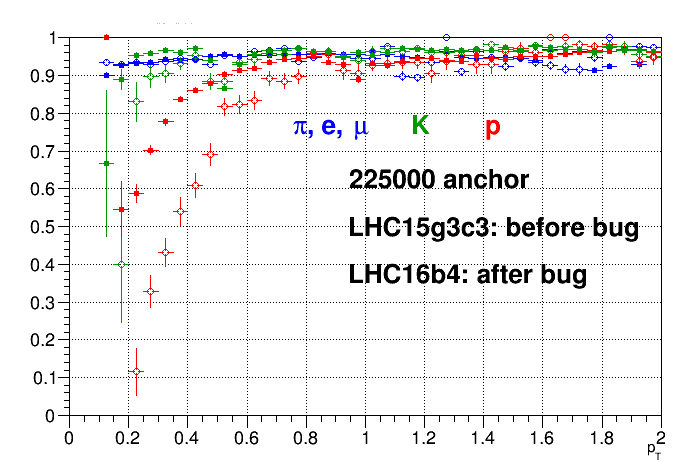 1
0.9
0.8
0.7
0.6
0.5
0.4
0.3
0.2
0.1
0
π, e, μ K p
225000 anchor
LHC15g3c3: before bug
LHC16b4: after bug
0 0.2 0.4 0.6 0.8 1 1.2 1.4 1.6 1.8 2
p_T